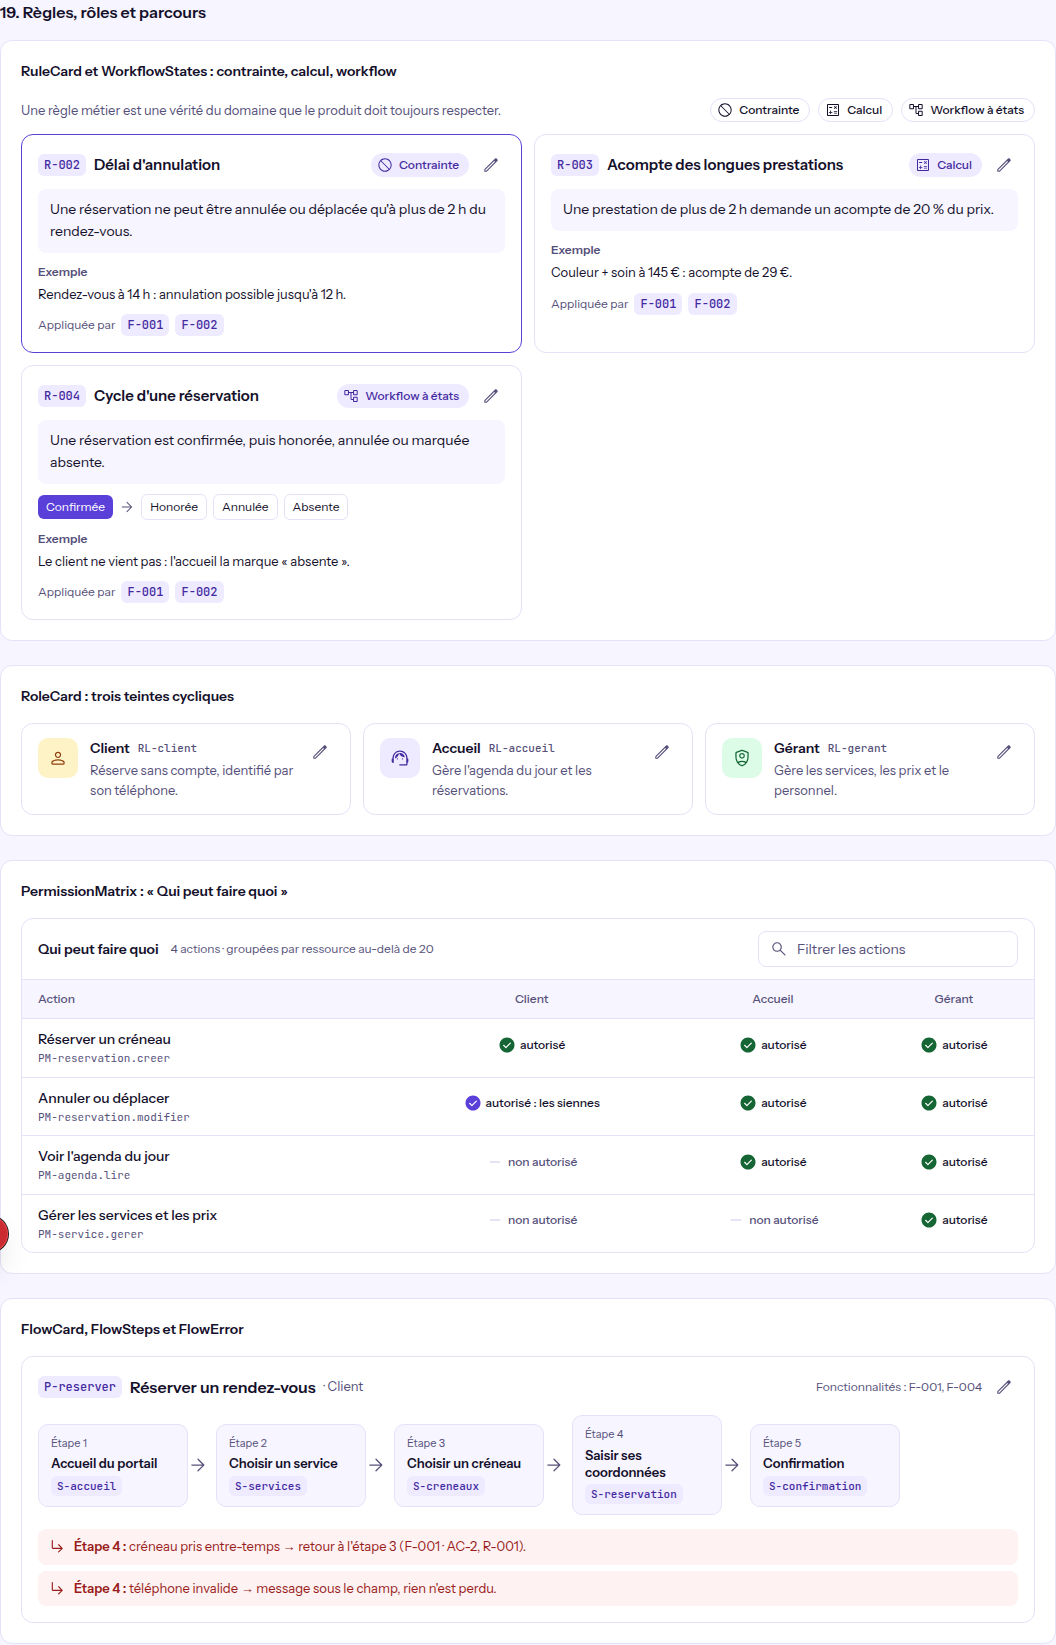 19. Règles, rôles et parcours
RuleCard et WorkflowStates : contrainte, calcul, workflow
Une règle métier est une vérité du domaine que le produit doit toujours respecter.
Contrainte
Calcul
Workflow à états
R-002 Délai d'annulation Contrainte
Une réservation ne peut être annulée ou déplacée qu'à plus de 2 h du
rendez-vous.
Exemple
Rendez-vous à 14 h : annulation possible jusqu'à 12 h.
Appliquée par F-001 F-002
R-003 Acompte des longues prestations Calcul
Une prestation de plus de 2 h demande un acompte de 20 % du prix.
Exemple
Couleur + soin à 145 € : acompte de 29 €.
Appliquée par F-001 F-002
R-004 Cycle d'une réservation Workflow à états
Une réservation est confirmée, puis honorée, annulée ou marquée
absente.
Confirmée → Honorée Annulée Absente
Exemple
Le client ne vient pas : l'accueil la marque « absente ».
Appliquée par F-001 F-002
RoleCard : trois teintes cycliques
Client RL-client
Réserve sans compte, identifié par
son téléphone.
Accueil RL-accueil
Gère l'agenda du jour et les
réservations.
Gérant RL-gerant
Gère les services, les prix et le
personnel.
PermissionMatrix : « Qui peut faire quoi »
Qui peut faire quoi 4 actions · groupées par ressource au-delà de 20 Filtrer les actions
Action Client Accueil Gérant
Réserver un créneau
PM-reservation.creer
autorisé autorisé autorisé
Annuler ou déplacer
PM-reservation.modifier
autorisé : les siennes autorisé autorisé
Voir l'agenda du jour
PM-agenda.lire
— non autorisé autorisé autorisé
Gérer les services et les prix
PM-service.gerer
— non autorisé — non autorisé autorisé
FlowCard, FlowSteps et FlowError
P-reserver Réserver un rendez-vous · Client Fonctionnalités : F-001, F-004
Étape 1
Accueil du portail
S-accueil
→
Étape 2
Choisir un service
S-services
→
Étape 3
Choisir un créneau
S-creneaux
→
Étape 4
Saisir ses
coordonnées
S-reservation
→
Étape 5
Confirmation
S-confirmation
Étape 4 : créneau pris entre-temps → retour à l'étape 3 (F-001 · AC-2, R-001).
Étape 4 : téléphone invalide → message sous le champ, rien n'est perdu.